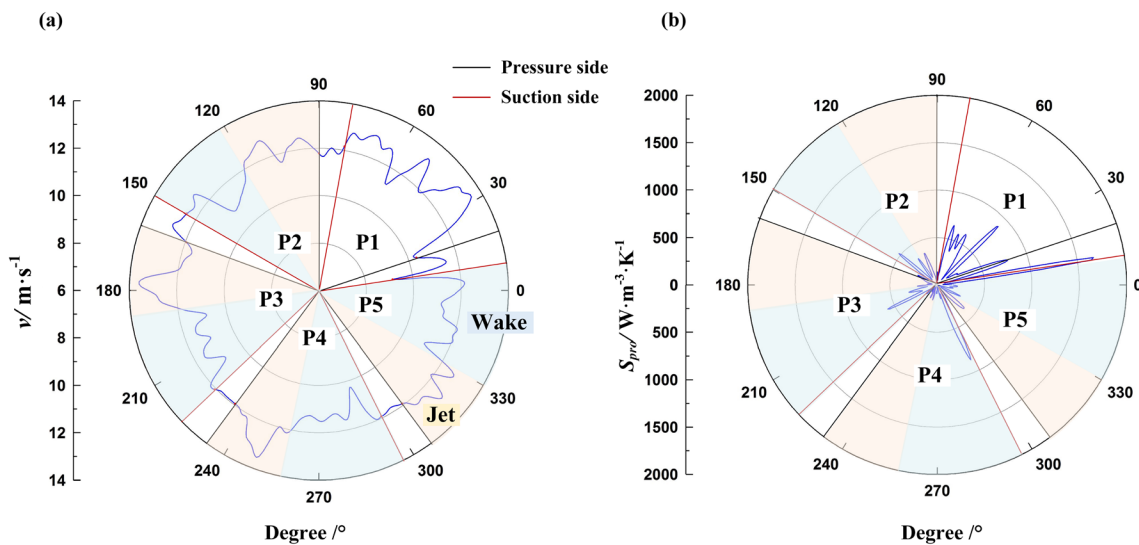 (a)
(b)
Pressure side
Suction side
v/ m·s⁻¹
14
12
10
8
6
8
10
12
14
0
30
60
90
120
150
180
210
240
270
300
330
P1
P2
P3
P4
P5
Wake
Jet
Degree /°
S_pro/ W·m⁻³·K⁻¹
2000
1500
1000
500
0
500
1000
1500
2000
0
30
60
90
120
150
180
210
240
270
300
330
P1
P2
P3
P4
P5
Degree /°